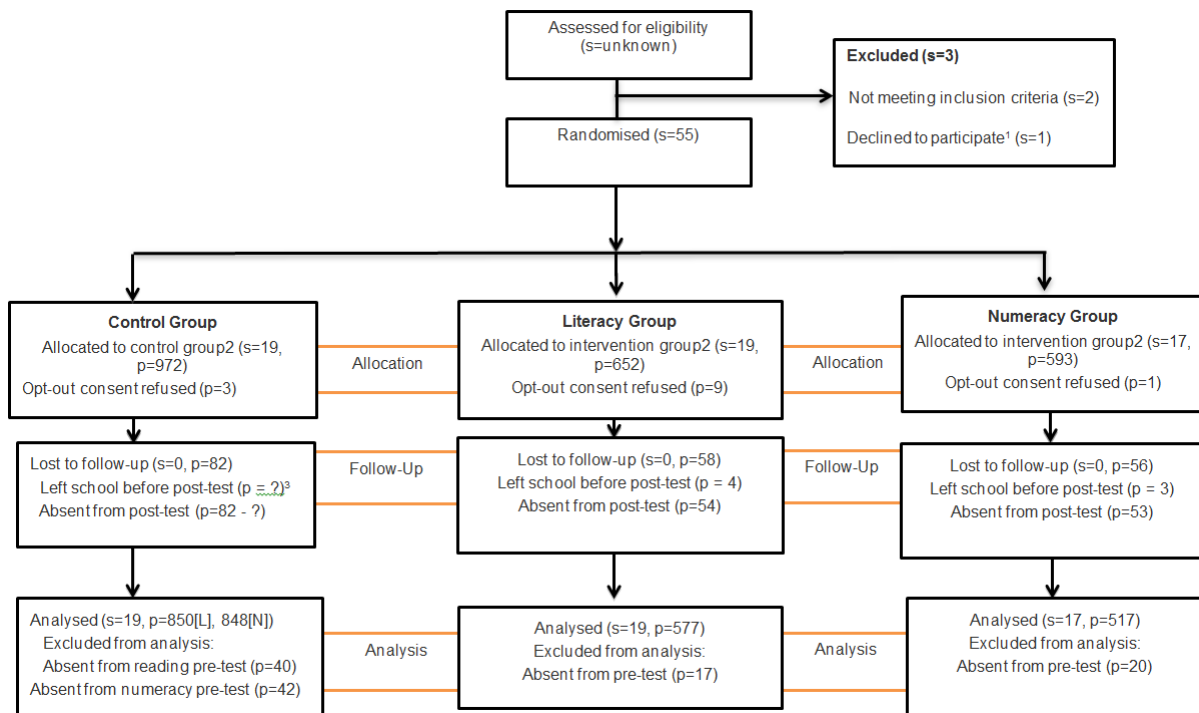 Assessed for eligibility
(s=unknown)
Excluded (s=3)
Not meeting inclusion criteria (s=2)
Declined to participate¹ (s=1)
Randomised (s=55)
Control Group
Allocated to control group2 (s=19,
p=972)
Opt-out consent refused (p=3)
Allocation
Literacy Group
Allocated to intervention group2 (s=19,
p=652)
Opt-out consent refused (p=9)
Allocation
Numeracy Group
Allocated to intervention group2 (s=17,
p=593)
Opt-out consent refused (p=1)
Lost to follow-up (s=0, p=82)
Left school before post-test (p = ?)³
Absent from post-test (p=82 - ?)
Follow-Up
Lost to follow-up (s=0, p=58)
Left school before post-test (p = 4)
Absent from post-test (p=54)
Follow-Up
Lost to follow-up (s=0, p=56)
Left school before post-test (p = 3)
Absent from post-test (p=53)
Analysed (s=19, p=850[L], 848[N])
Excluded from analysis:
Absent from reading pre-test (p=40)
Absent from numeracy pre-test (p=42)
Analysis
Analysed (s=19, p=577)
Excluded from analysis:
Absent from pre-test (p=17)
Analysis
Analysed (s=17, p=517)
Excluded from analysis:
Absent from pre-test (p=20)